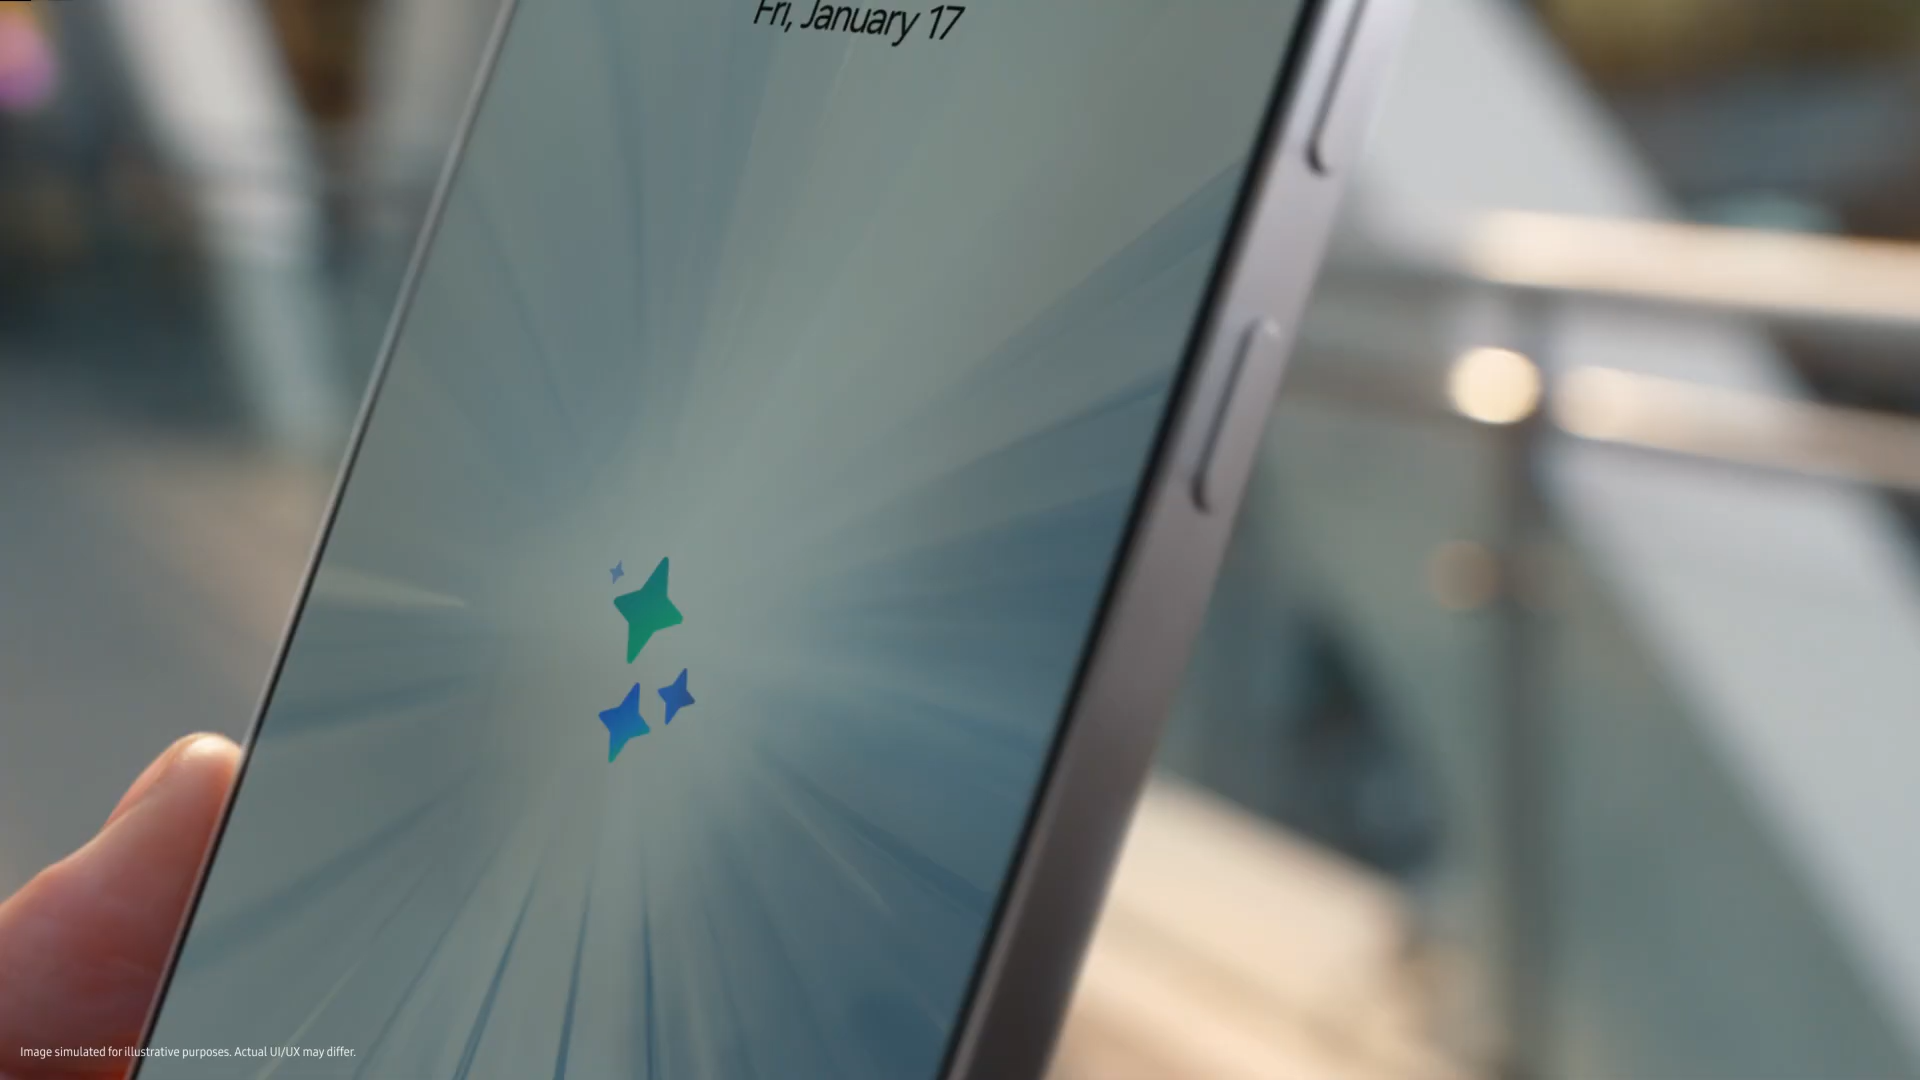 Fri, January 17
Image simulated for illustrative purposes. Actual UI/UX may differ.